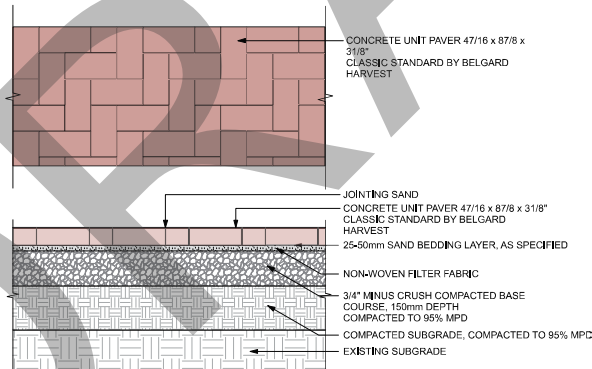 CONCRETE UNIT PAVER 47/16 x 87/8 x
31/8"
CLASSIC STANDARD BY BELGARD
HARVEST
JOINTING SAND
CONCRETE UNIT PAVER 47/16 x 87/8 x 31/8"
CLASSIC STANDARD BY BELGARD
HARVEST
25-50mm SAND BEDDING LAYER, AS SPECIFIED
NON-WOVEN FILTER FABRIC
3/4" MINUS CRUSH COMPACTED BASE
COURSE, 150mm DEPTH
COMPACTED TO 95% MPD
COMPACTED SUBGRADE, COMPACTED TO 95% MPD
EXISTING SUBGRADE